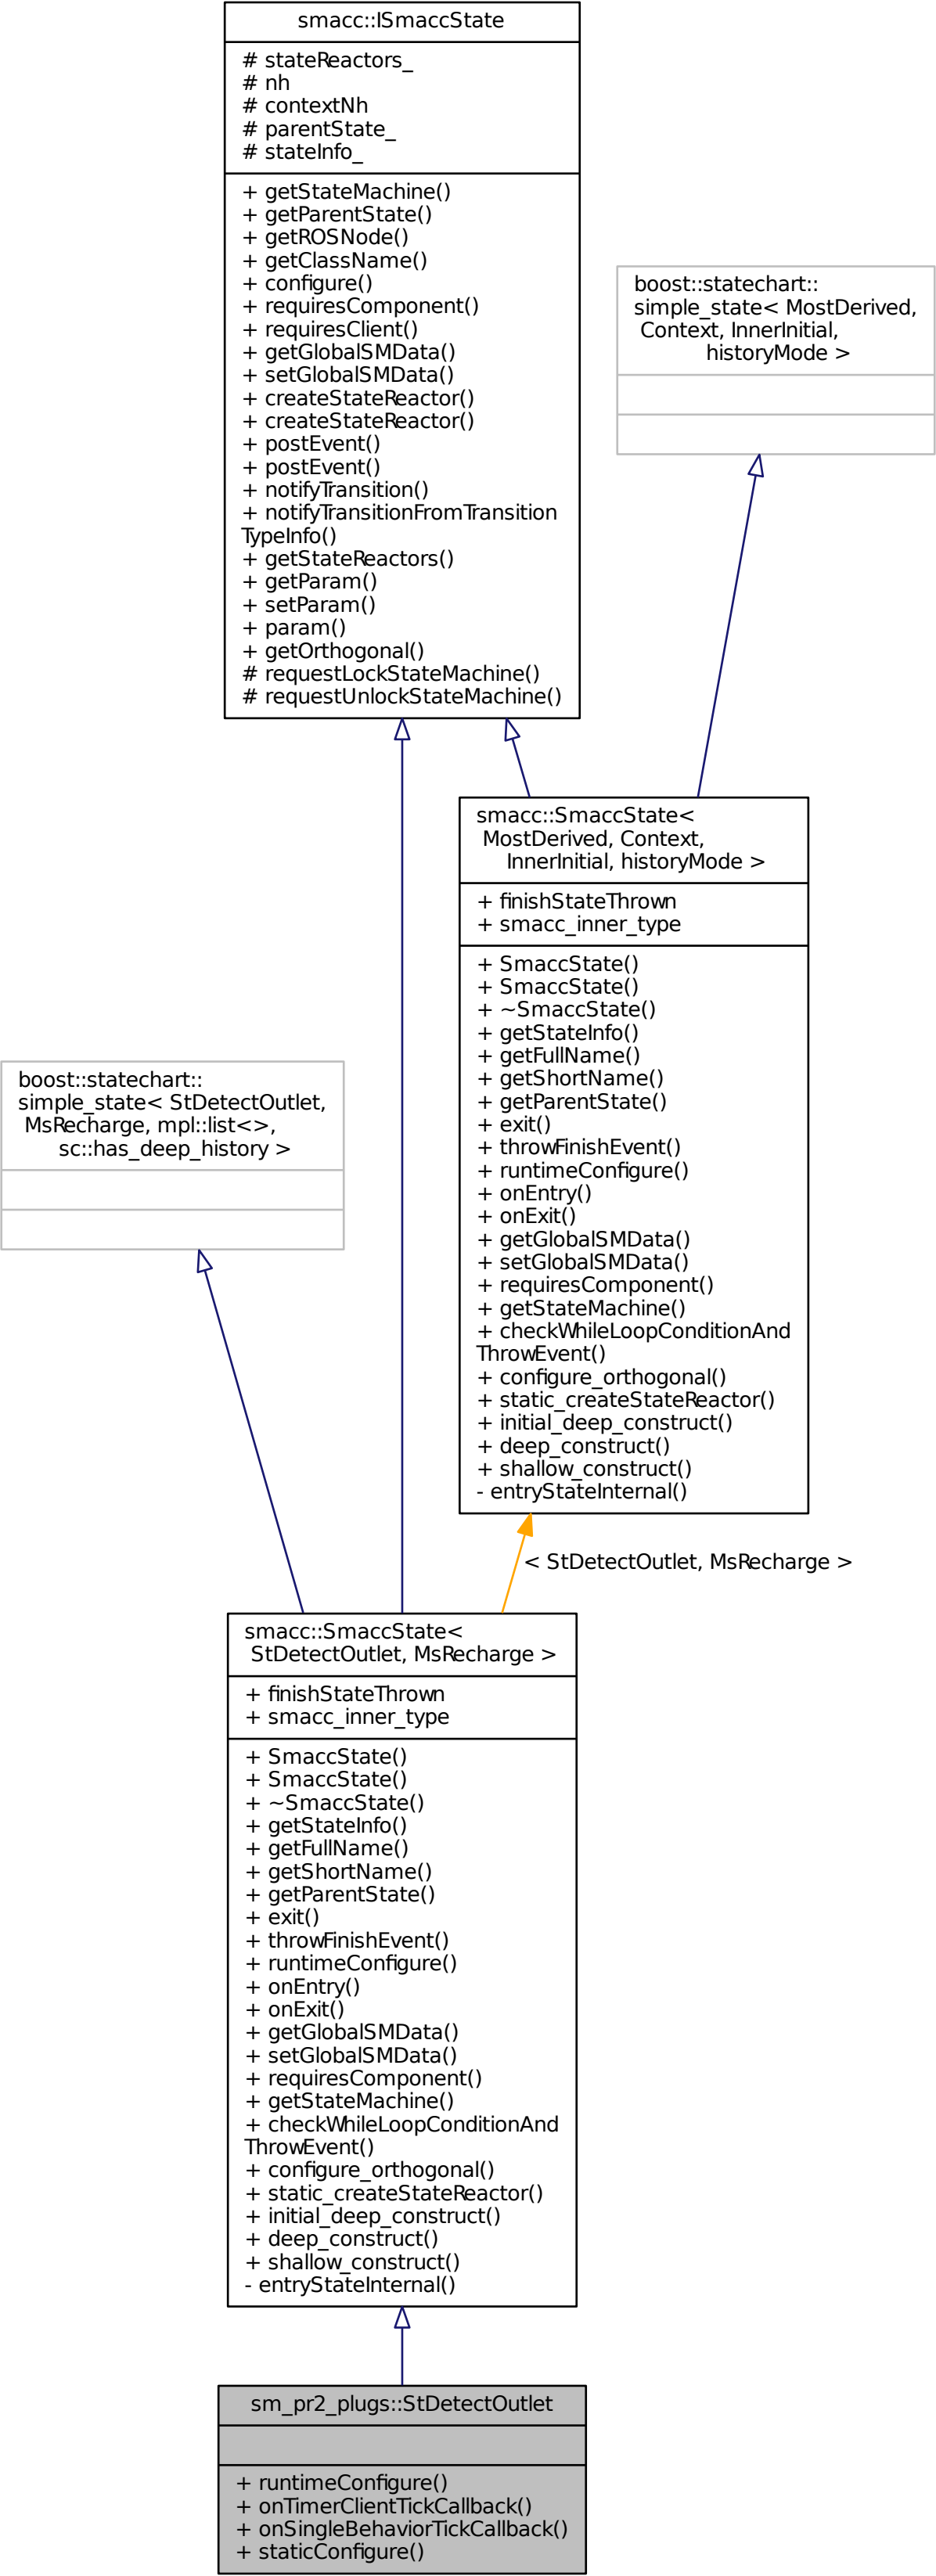 smacc::ISmaccState
# stateReactors_
# nh
# contextNh
# parentState_
# stateInfo_
+ getStateMachine()
+ getParentState()
+ getROSNode()
+ getClassName()
+ configure()
+ requiresComponent()
+ requiresClient()
+ getGlobalSMData()
+ setGlobalSMData()
+ createStateReactor()
+ createStateReactor()
+ postEvent()
+ postEvent()
+ notifyTransition()
+ notifyTransitionFromTransition
TypeInfo()
+ getStateReactors()
+ getParam()
+ setParam()
+ param()
+ getOrthogonal()
# requestLockStateMachine()
# requestUnlockStateMachine()
boost::statechart::
simple_state< MostDerived,
Context, InnerInitial,
historyMode >
smacc::SmaccState<
MostDerived, Context,
InnerInitial, historyMode >
+ finishStateThrown
+ smacc_inner_type
+ SmaccState()
+ SmaccState()
+ ~SmaccState()
+ getStateInfo()
+ getFullName()
+ getShortName()
+ getParentState()
+ exit()
+ throwFinishEvent()
+ runtimeConfigure()
+ onEntry()
+ onExit()
+ getGlobalSMData()
+ setGlobalSMData()
+ requiresComponent()
+ getStateMachine()
+ checkWhileLoopConditionAnd
ThrowEvent()
+ configure_orthogonal()
+ static_createStateReactor()
+ initial_deep_construct()
+ deep_construct()
+ shallow_construct()
- entryStateInternal()
boost::statechart::
simple_state< StDetectOutlet,
MsRecharge, mpl::list<>,
sc::has_deep_history >
< StDetectOutlet, MsRecharge >
smacc::SmaccState<
StDetectOutlet, MsRecharge >
+ finishStateThrown
+ smacc_inner_type
+ SmaccState()
+ SmaccState()
+ ~SmaccState()
+ getStateInfo()
+ getFullName()
+ getShortName()
+ getParentState()
+ exit()
+ throwFinishEvent()
+ runtimeConfigure()
+ onEntry()
+ onExit()
+ getGlobalSMData()
+ setGlobalSMData()
+ requiresComponent()
+ getStateMachine()
+ checkWhileLoopConditionAnd
ThrowEvent()
+ configure_orthogonal()
+ static_createStateReactor()
+ initial_deep_construct()
+ deep_construct()
+ shallow_construct()
- entryStateInternal()
sm_pr2_plugs::StDetectOutlet
+ runtimeConfigure()
+ onTimerClientTickCallback()
+ onSingleBehaviorTickCallback()
+ staticConfigure()